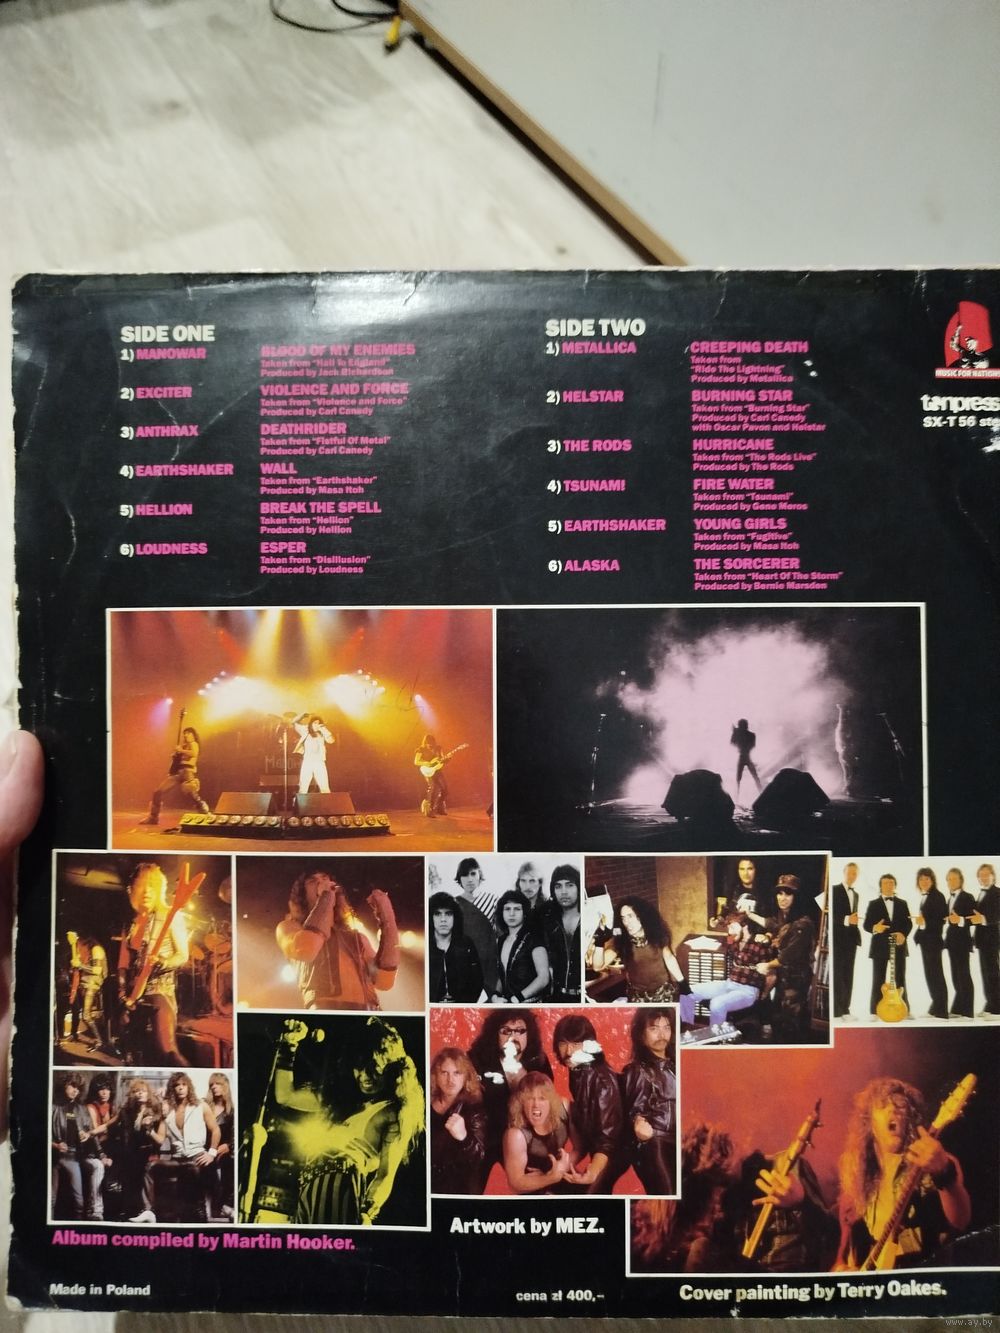 SIDE ONE
1) MANOWAR
BLOOD OF MY ENEMIES
Taken from "Hail To England"
Produced by Jack Richardson
2) EXCITER
VIOLENCE AND FORCE
Taken from "Violence and Force"
Produced by Carl Canedy
3) ANTHRAX
DEATHRIDER
Taken from "Fistful Of Metal"
Produced by Carl Canedy
4) EARTHSHAKER
WALL
Taken from "Earthshaker"
Produced by Masa Itoh
5) HELLION
BREAK THE SPELL
Taken from "Hellion"
Produced by Hellion
6) LOUDNESS
ESPER
Taken from "Disillusion"
Produced by Loudness
SIDE TWO
1) METALLICA
CREEPING DEATH
Taken from
"Ride The Lightning"
Produced by Metallica
2) HELSTAR
BURNING STAR
Taken from "Burning Star"
Produced by Carl Canedy
with Oscar Pavon and Helstar
3) THE RODS
HURRICANE
Taken from "The Rods Live"
Produced by The Rods
4) TSUNAMI
FIRE WATER
Taken from "Tsunami"
Produced by Gene Meros
5) EARTHSHAKER
YOUNG GIRLS
Taken from "Fugitive"
Produced by Masa Itoh
6) ALASKA
THE SORCERER
Taken from "Heart Of The Storm"
Produced by Bernie Marsden
MUSIC FOR NATIONS
tonpress
SX-T 56 ste
Album compiled by Martin Hooker.
Artwork by MEZ.
Made in Poland
cena zł 400,-
Cover painting by Terry Oakes.
www.ay.by